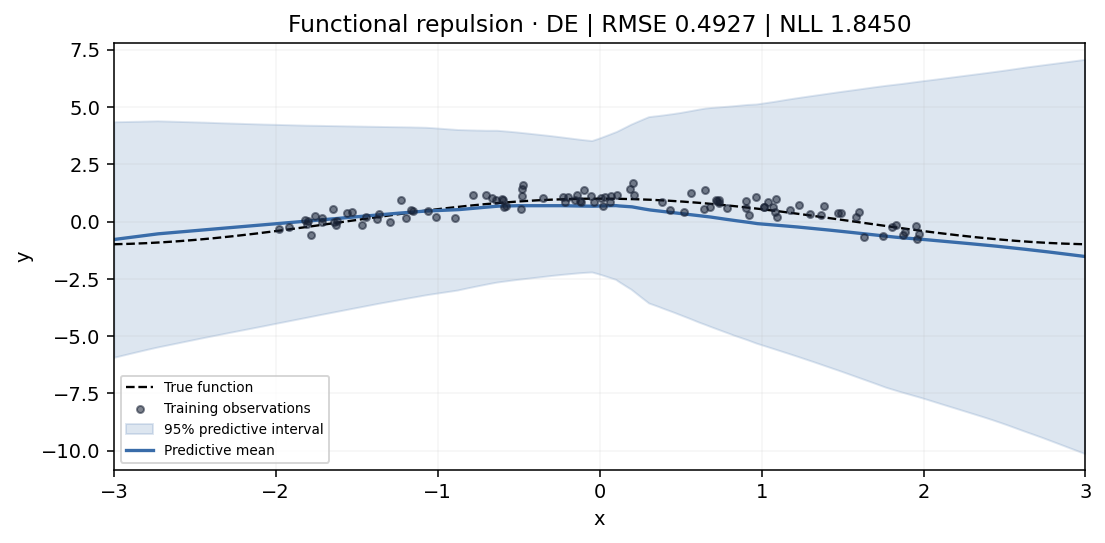 Functional repulsion · DE | RMSE 0.4927 | NLL 1.8450
7.5
5.0
2.5
0.0
−2.5
−5.0
−7.5
−10.0
y
True function
Training observations
95% predictive interval
Predictive mean
−3
−2
−1
0
1
2
3
x